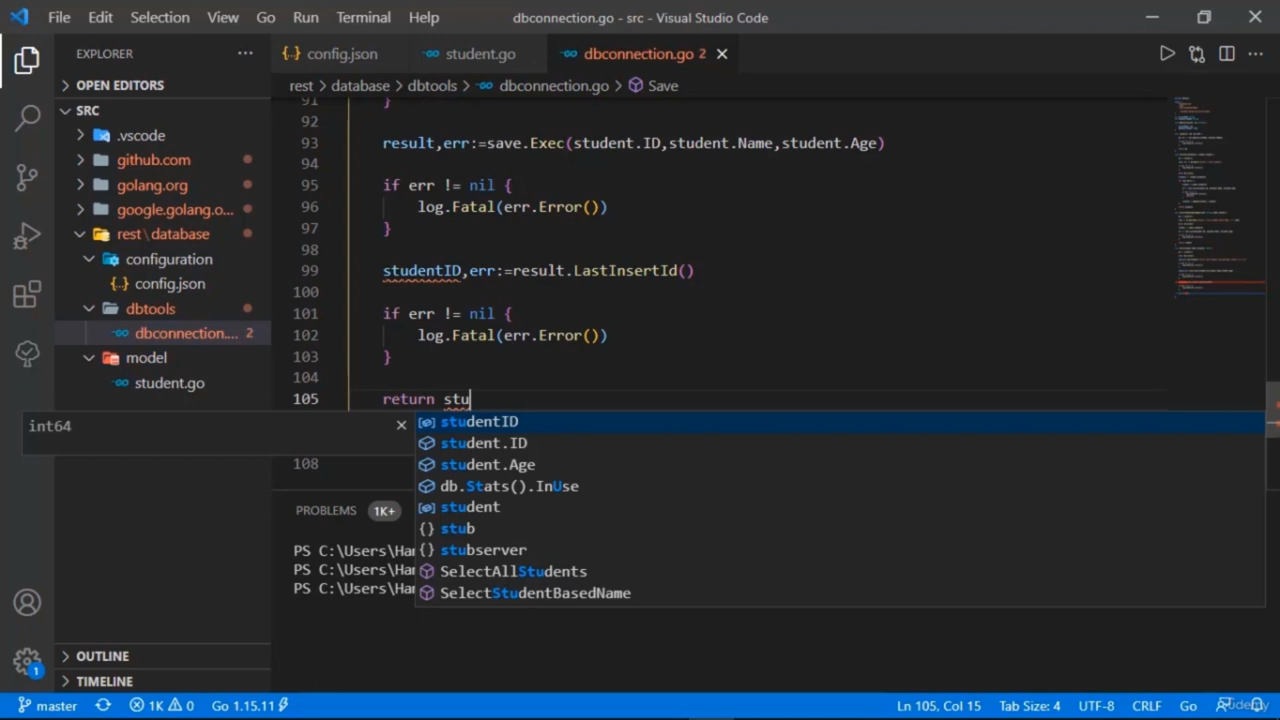 File Edit Selection View Go Run Terminal Help dbconnection.go - src - Visual Studio Code
EXPLORER
config.json student.go dbconnection.go 2
OPEN EDITORS
rest > database > dbtools > dbconnection.go > Save
SRC
.vscode
github.com
golang.org
google.golang.o...
rest\database
configuration
config.json
dbtools
dbconnection.... 2
model
student.go
91 }
92
93 result,err:=save.Exec(student.ID,student.Name,student.Age)
94
95 if err != nil {
96 log.Fatal(err.Error())
97 }
98
99 studentID,err:=result.LastInsertId()
100
101 if err != nil {
102 log.Fatal(err.Error())
103 }
104
105 return stu
int64
studentID
student.ID
student.Age
db.Stats().InUse
student
{} stub
{} stubserver
SelectAllStudents
SelectStudentBasedName
108
PROBLEMS 1K+
PS C:\Users\Har
PS C:\Users\Har
PS C:\Users\Har
OUTLINE
1
TIMELINE
master 1K 0 Go 1.15.11 Ln 105, Col 15 Tab Size: 4 UTF-8 CRLF Go
Udemy